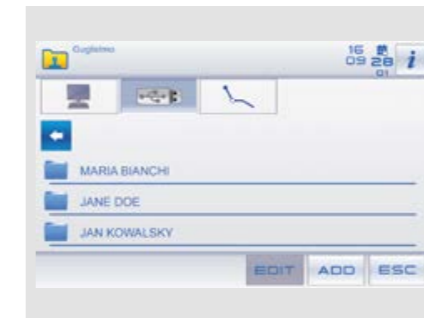 Guglielmo
16 09
28 01
i
MARIA BIANCHI
JANE DOE
JAN KOWALSKY
EDIT ADD ESC